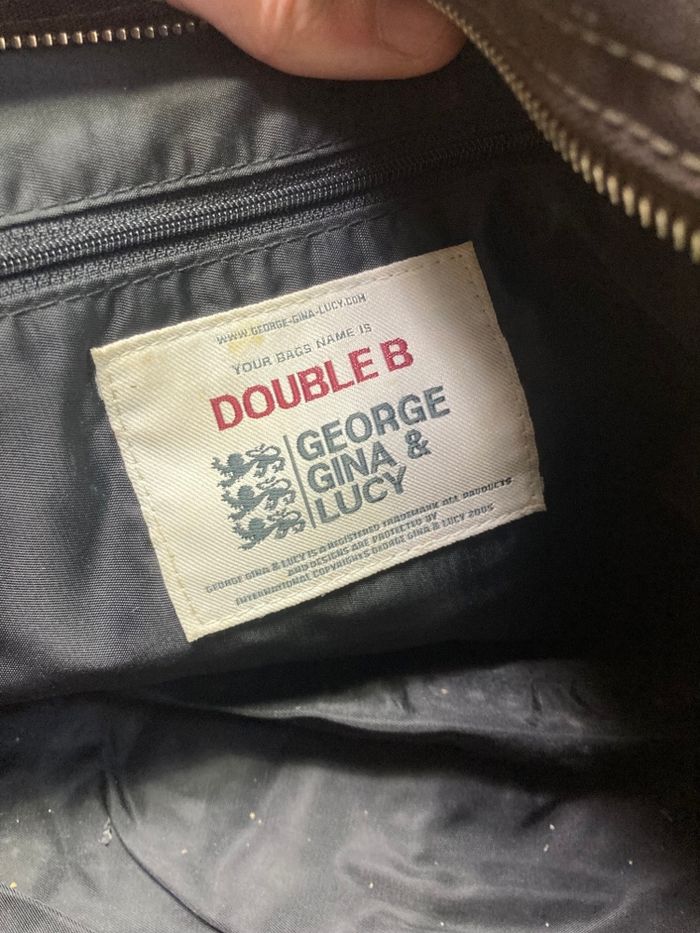 WWW.GEORGE-GINA-LUCY.COM
YOUR BAGS NAME IS
DOUBLE B
GEORGE
GINA &
LUCY
GEORGE GINA & LUCY IS A REGISTERED TRADEMARK ALL PRODUCTS
AND DESIGNS ARE PROTECTED BY
INTERNATIONAL COPYRIGHTS GEORGE GINA & LUCY 2005